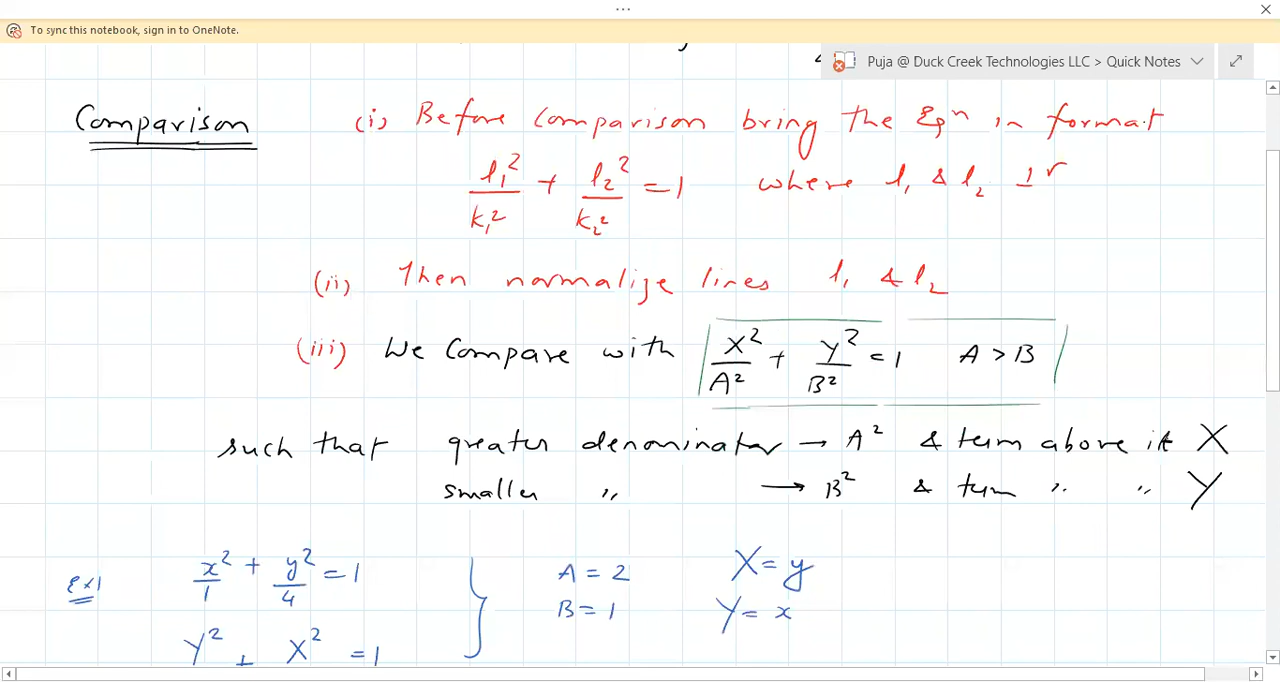 To sync this notebook, sign in to OneNote.
Puja @ Duck Creek Technologies LLC > Quick Notes
Comparison (i) Before Comparison bring the Eqⁿ in format
l₁²/k₁² + l₂²/k₂² = 1 where l₁ & l₂ ⊥r
(ii) Then normalize lines l₁ & l₂
(iii) We Compare with X²/A² + Y²/B² = 1 A > B
such that greater denominator → A² & term above it X
smaller ,, → B² & term ,, ,, Y
Ex1 x²/1 + y²/4 = 1 } A = 2 X = y
B = 1 Y = x
Y² + X² = 1